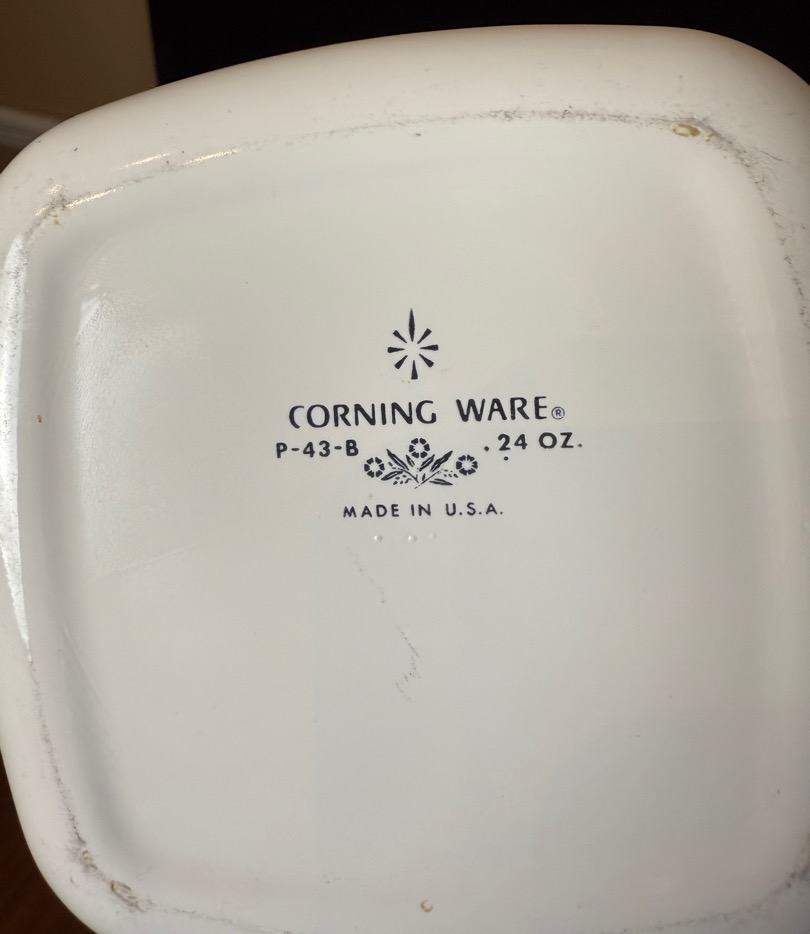 CORNING WARE®
P-43-B . 24 OZ.
MADE IN U.S.A.